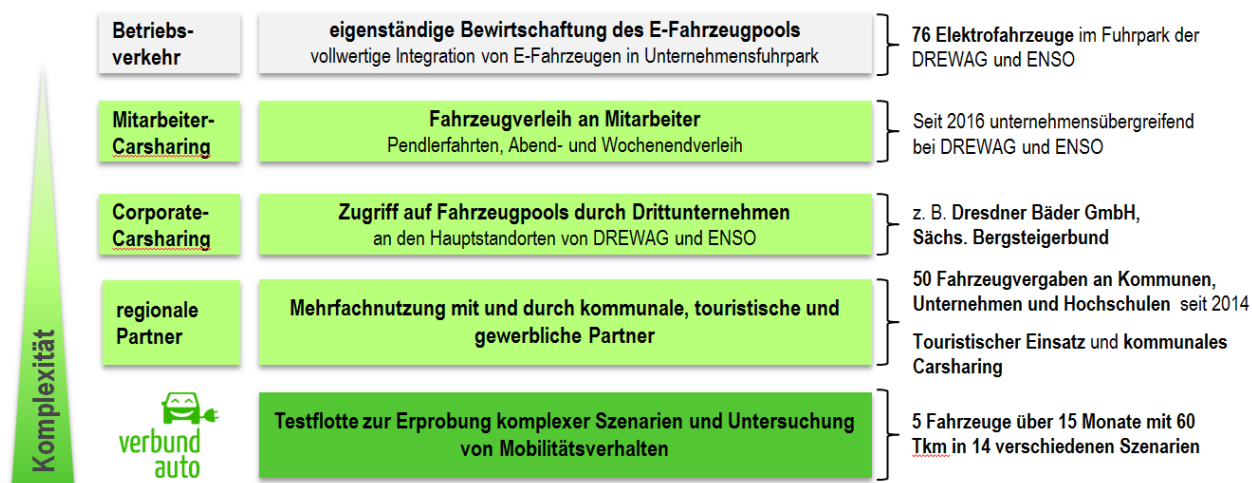 Betriebs-
verkehr
eigenständige Bewirtschaftung des E-Fahrzeugpools
vollwertige Integration von E-Fahrzeugen in Unternehmensfuhrpark
76 Elektrofahrzeuge im Fuhrpark der
DREWAG und ENSO
Mitarbeiter-
Carsharing
Fahrzeugverleih an Mitarbeiter
Pendlerfahrten, Abend- und Wochenendverleih
Seit 2016 unternehmensübergreifend
bei DREWAG und ENSO
Corporate-
Carsharing
Zugriff auf Fahrzeugpools durch Drittunternehmen
an den Hauptstandorten von DREWAG und ENSO
z. B. Dresdner Bäder GmbH,
Sächs. Bergsteigerbund
regionale
Partner
Mehrfachnutzung mit und durch kommunale, touristische und
gewerbliche Partner
50 Fahrzeugvergaben an Kommunen,
Unternehmen und Hochschulen seit 2014
Touristischer Einsatz und kommunales
Carsharing
verbund
auto
Testflotte zur Erprobung komplexer Szenarien und Untersuchung
von Mobilitätsverhalten
5 Fahrzeuge über 15 Monate mit 60
Tkm in 14 verschiedenen Szenarien
Komplexität